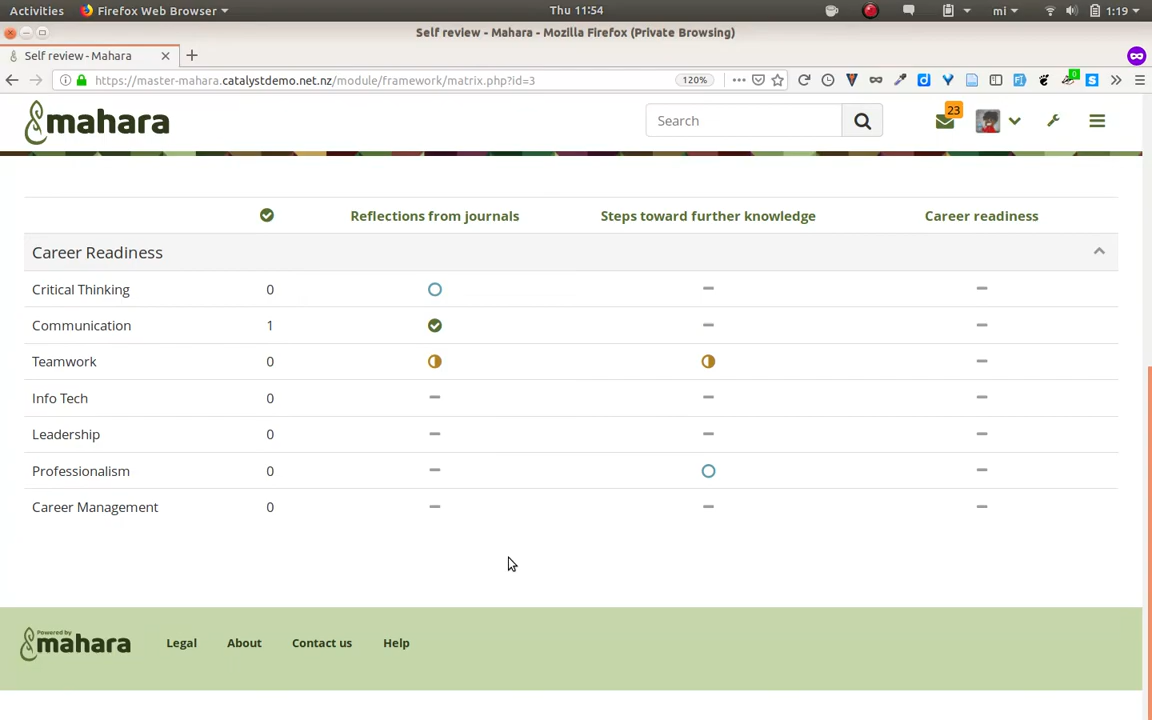 Activities Firefox Web Browser Thu 11:54 mi 1:19
Self review - Mahara - Mozilla Firefox (Private Browsing)
Self review - Mahara
https://master-mahara.catalystdemo.net.nz/module/framework/matrix.php?id=3 120%
mahara Search 23
Reflections from journals Steps toward further knowledge Career readiness
Career Readiness
Critical Thinking 0
Communication 1
Teamwork 0
Info Tech 0
Leadership 0
Professionalism 0
Career Management 0
Powered by
mahara Legal About Contact us Help